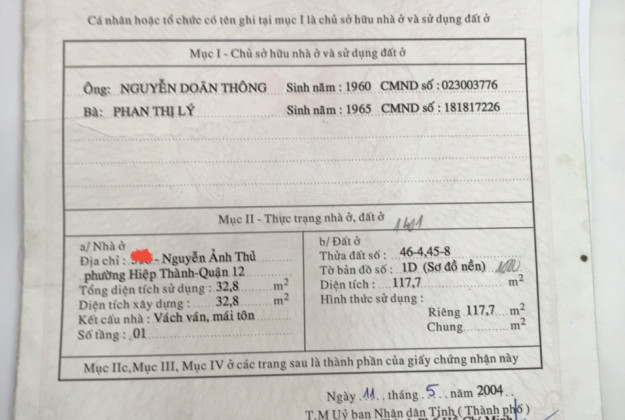 Cá nhân hoặc tổ chức có tên ghi tại mục I là chủ sở hữu nhà ở và sử dụng đất ở
Mục I - Chủ sở hữu nhà ở và sử dụng đất ở
Ông: NGUYỄN DOÃN THÔNG Sinh năm : 1960 CMND số : 023003776
Bà: PHAN THỊ LÝ Sinh năm : 1965 CMND số : 181817226
Mục II - Thực trạng nhà ở, đất ở
a/ Nhà ở
Địa chỉ : - Nguyễn Ảnh Thủ
phường Hiệp Thành-Quận 12
Tổng diện tích sử dụng : 32,8 m²
Diện tích xây dựng : 32,8 m²
Kết cấu nhà : Vách ván, mái tôn
Số tầng : 01
b/ Đất ở
Thửa đất số : 46-4,45-8
Tờ bản đồ số : 1D (Sơ đồ nền)
Diện tích : 117,7 m²
Hình thức sử dụng :
Riêng 117,7 m²
Chung m²
Mục IIc,Mục III, Mục IV ở các trang sau là thành phần của giấy chứng nhận này
Ngày 11 tháng 5 năm 2004
T.M Uỷ ban Nhân dân Tỉnh ( Thành phố )